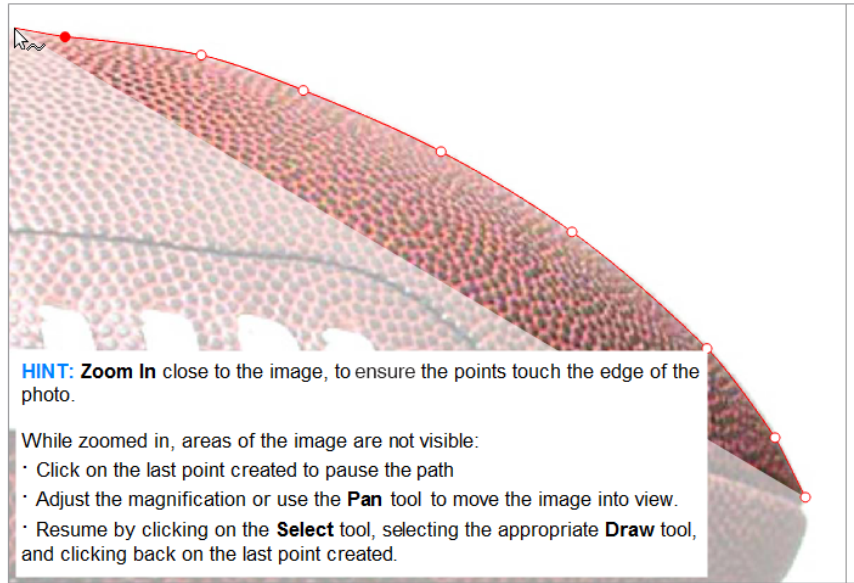 HINT: Zoom In close to the image, to ensure the points touch the edge of the
photo.
While zoomed in, areas of the image are not visible:
· Click on the last point created to pause the path
· Adjust the magnification or use the Pan tool to move the image into view.
· Resume by clicking on the Select tool, selecting the appropriate Draw tool,
and clicking back on the last point created.